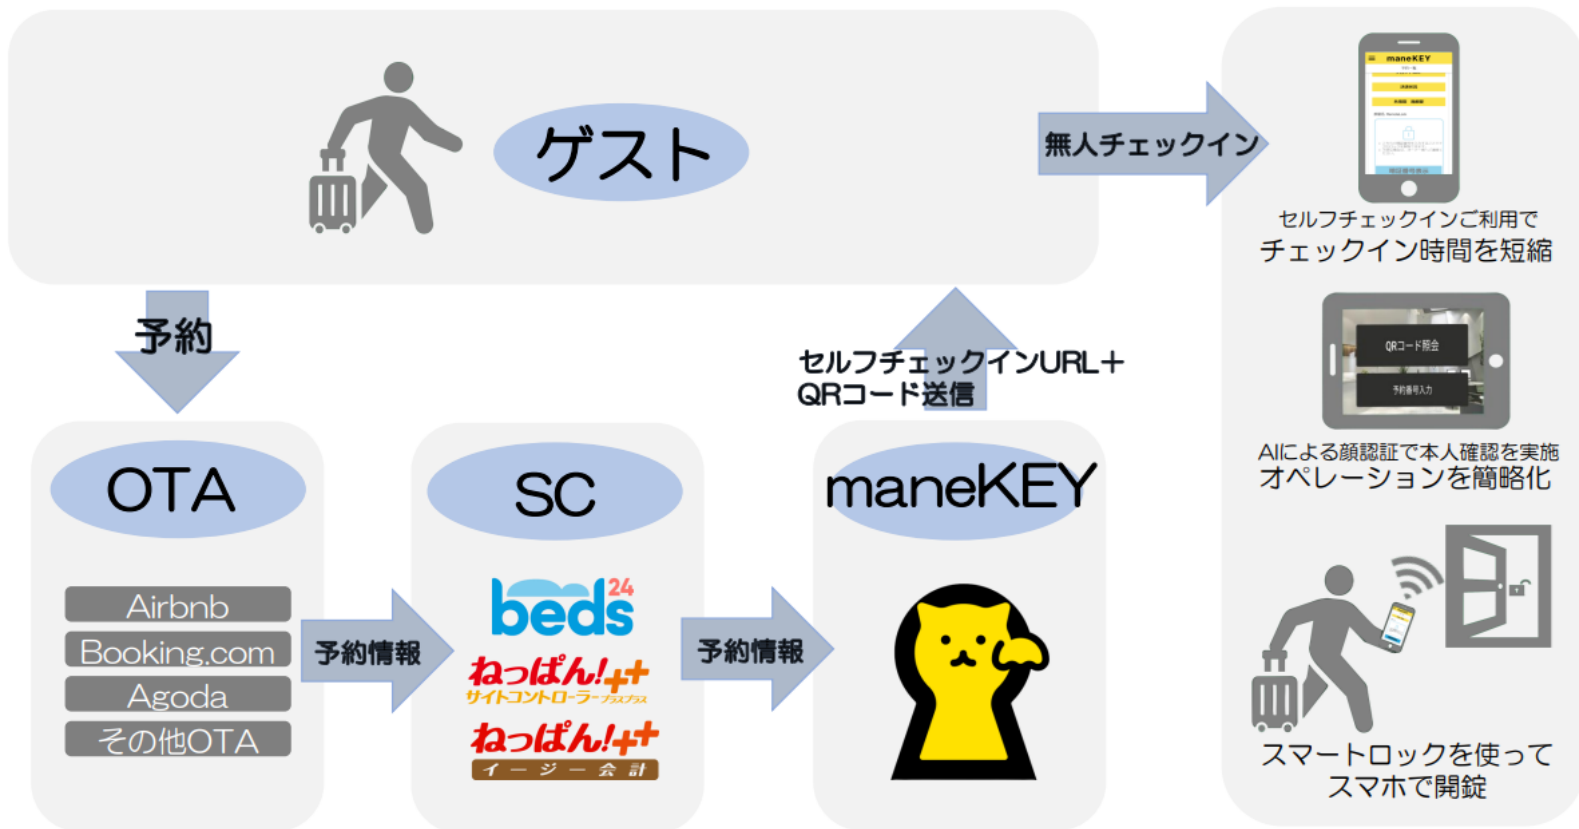 ゲスト
無人チェックイン
maneKEY
セルフチェックインご利用で
チェックイン時間を短縮
予約
セルフチェックインURL＋
QRコード送信
QRコード照会
予約番号入力
AIによる顔認証で本人確認を実施
オペレーションを簡略化
OTA
Airbnb
Booking.com
Agoda
その他OTA
予約情報
SC
beds24
ねっぱん!++
サイトコントローラープラスプラス
ねっぱん!++
イージー会計
予約情報
maneKEY
スマートロックを使って
スマホで開錠